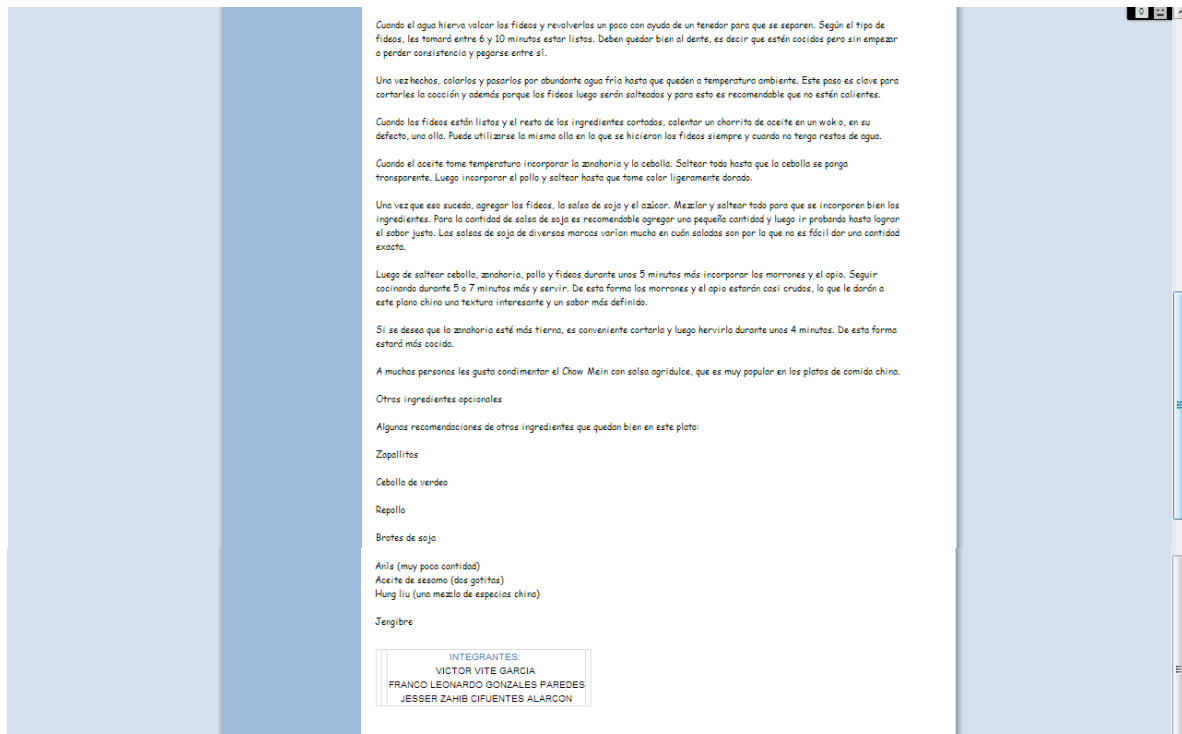 0
Cuando el agua hierva volcar los fideos y revolverlos un poco con ayuda de un tenedor para que se separen. Según el tipo de
fideos, les tomará entre 6 y 10 minutos estar listos. Deben quedar bien al dente, es decir que estén cocidos pero sin empezar
a perder consistencia y pegarse entre sí.
Una vez hechos, colarlos y pasarlos por abundante agua fría hasta que queden a temperatura ambiente. Este paso es clave para
cortarles la cocción y además porque los fideos luego serán salteados y para esto es recomendable que no estén calientes.
Cuando los fideos están listos y el resto de los ingredientes cortados, calentar un chorrito de aceite en un wok o, en su
defecto, una olla. Puede utilizarse la misma olla en la que se hicieron los fideos siempre y cuando no tenga restos de agua.
Cuando el aceite tome temperatura incorporar la zanahoria y la cebolla. Saltear todo hasta que la cebolla se ponga
transparente. Luego incorporar el pollo y saltear hasta que tome color ligeramente dorado.
Una vez que eso suceda, agregar los fideos, la salsa de soja y el azúcar. Mezclar y saltear todo para que se incorporen bien los
ingredientes. Para la cantidad de salsa de soja es recomendable agregar una pequeña cantidad y luego ir probando hasta lograr
el sabor justo. Las salsas de soja de diversas marcas varían mucho en cuán saladas son por lo que no es fácil dar una cantidad
exacta.
Luego de saltear cebolla, zanahoria, pollo y fideos durante unos 5 minutos más incorporar los morrones y el apio. Seguir
cocinando durante 5 o 7 minutos más y servir. De esta forma los morrones y el apio estarán casi crudos, lo que le darán a
este plano chino una textura interesante y un sabor más definido.
Si se desea que la zanahoria esté más tierna, es conveniente cortarla y luego hervirla durante unos 4 minutos. De esta forma
estará más cocida.
A muchas personas les gusta condimentar el Chow Mein con salsa agridulce, que es muy popular en los platos de comida china.
Otros ingredientes opcionales
Algunas recomendaciones de otros ingredientes que quedan bien en este plato:
Zapallitos
Cebolla de verdeo
Repollo
Brotes de soja
Anís (muy poca cantidad)
Aceite de sesamo (dos gotitas)
Hung liu (una mezcla de especias china)
Jengibre
INTEGRANTES:
VICTOR VITE GARCIA
FRANCO LEONARDO GONZALES PAREDES
JESSER ZAHIB CIFUENTES ALARCON